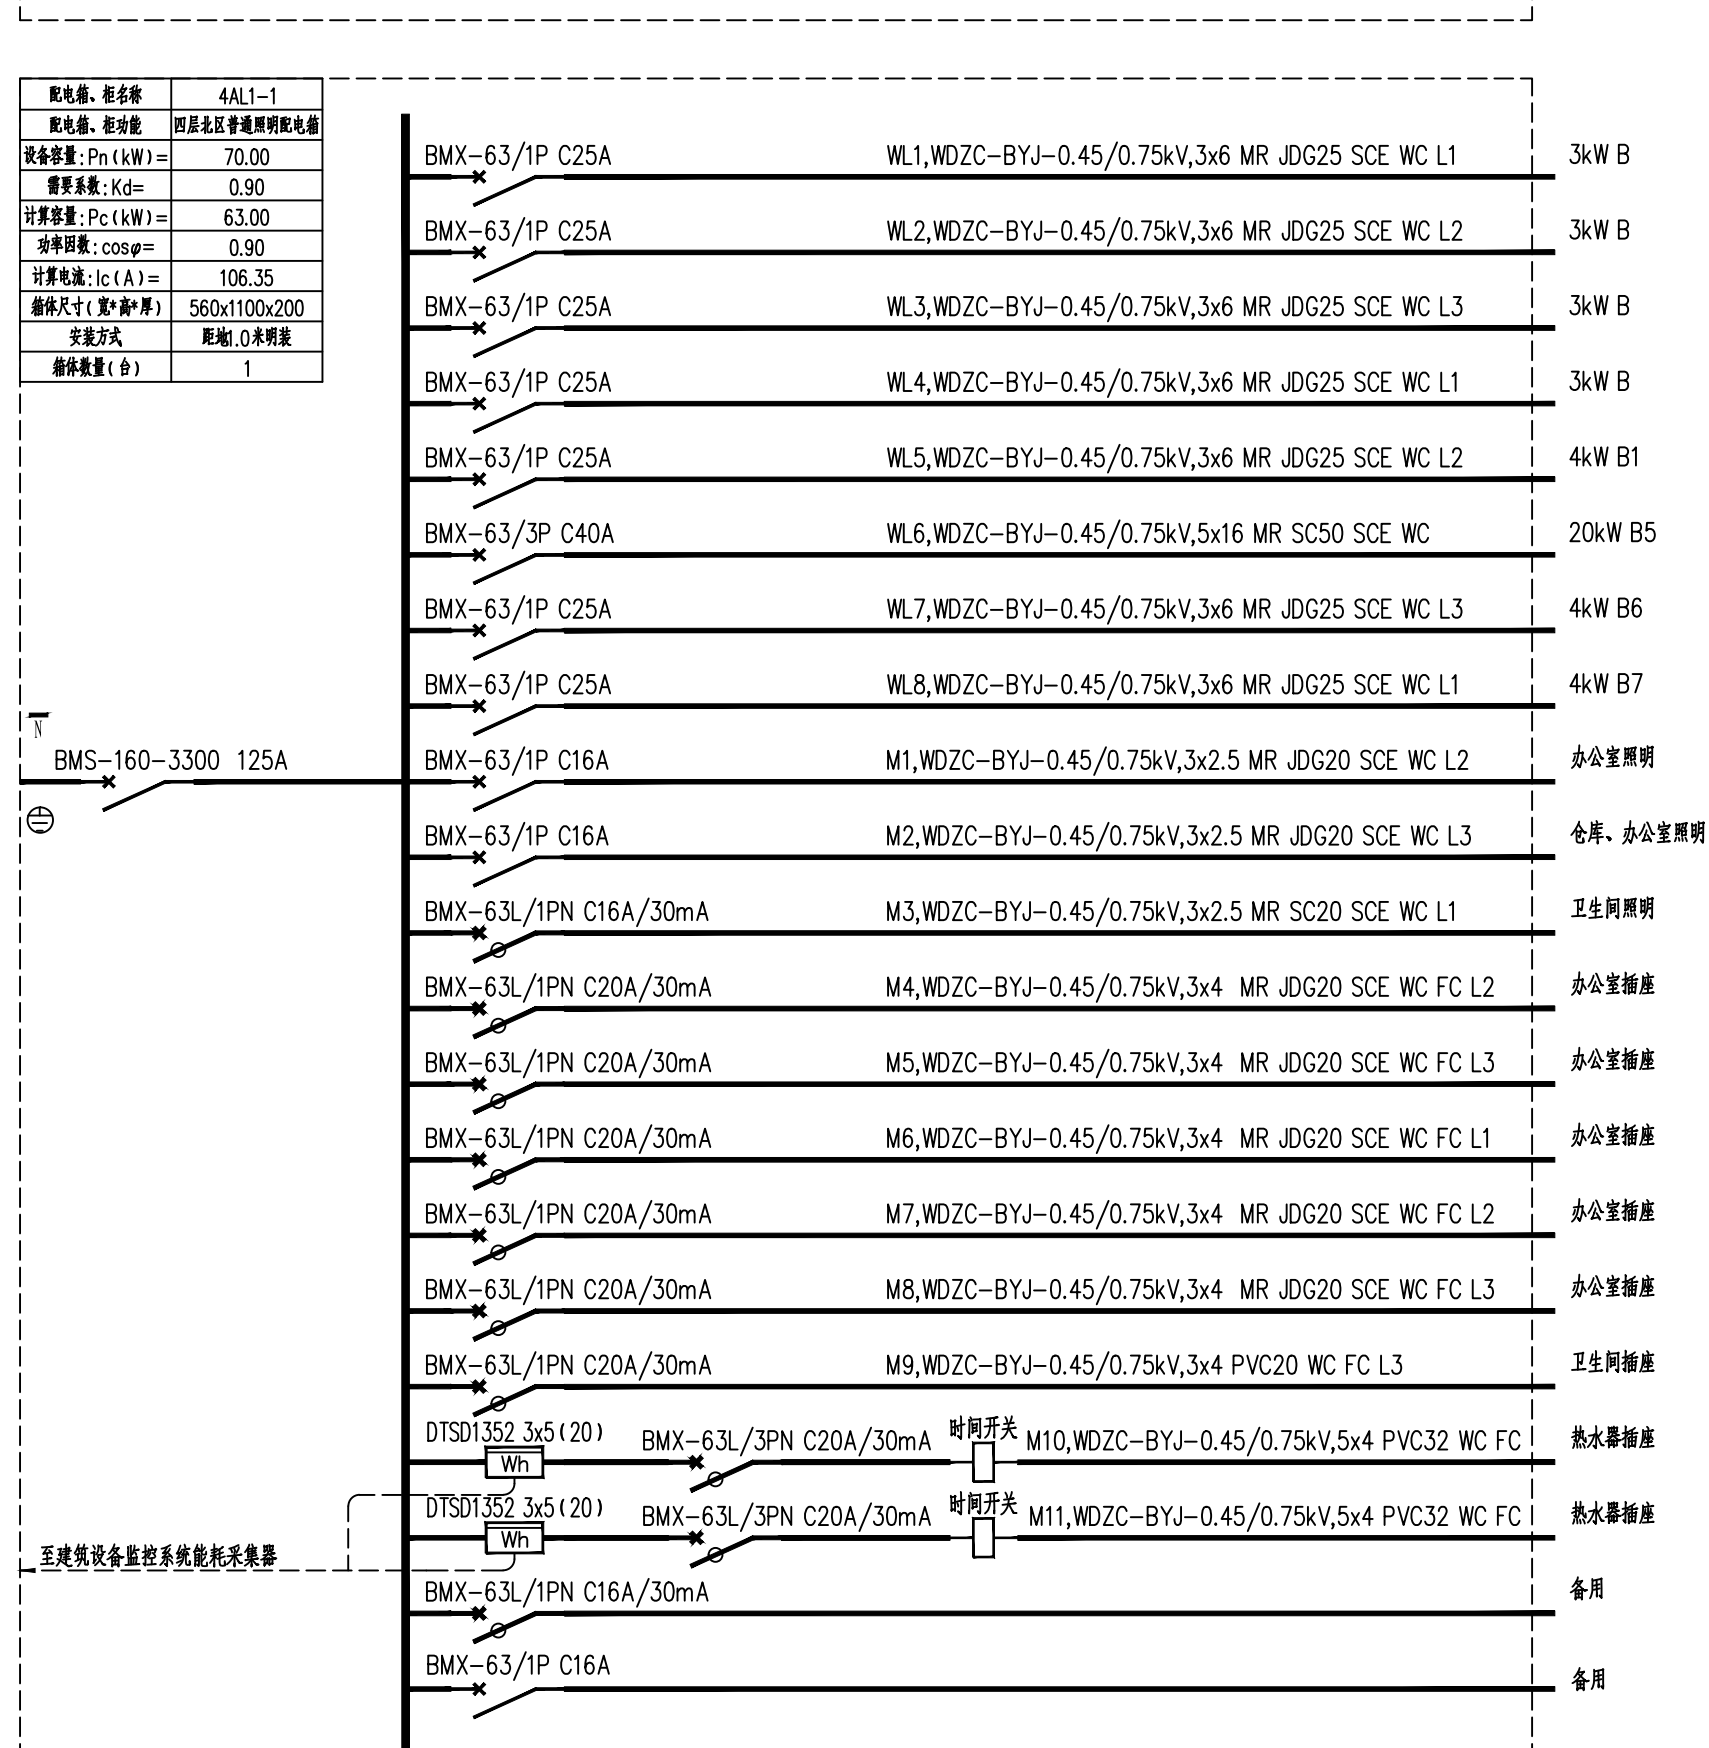 配电箱、柜名称 4AL1-1
配电箱、柜功能 四层北区普通照明配电箱
设备容量:Pn(kW)= 70.00
需要系数:Kd= 0.90
计算容量:Pc(kW)= 63.00
功率因数:cosφ= 0.90
计算电流:Ic(A)= 106.35
箱体尺寸(宽*高*厚) 560x1100x200
安装方式 距地1.0米明装
箱体数量(台) 1
BMX-63/1P C25A WL1,WDZC-BYJ-0.45/0.75kV,3x6 MR JDG25 SCE WC L1 3kW B
BMX-63/1P C25A WL2,WDZC-BYJ-0.45/0.75kV,3x6 MR JDG25 SCE WC L2 3kW B
BMX-63/1P C25A WL3,WDZC-BYJ-0.45/0.75kV,3x6 MR JDG25 SCE WC L3 3kW B
BMX-63/1P C25A WL4,WDZC-BYJ-0.45/0.75kV,3x6 MR JDG25 SCE WC L1 3kW B
BMX-63/1P C25A WL5,WDZC-BYJ-0.45/0.75kV,3x6 MR JDG25 SCE WC L2 4kW B1
BMX-63/3P C40A WL6,WDZC-BYJ-0.45/0.75kV,5x16 MR SC50 SCE WC 20kW B5
BMX-63/1P C25A WL7,WDZC-BYJ-0.45/0.75kV,3x6 MR JDG25 SCE WC L3 4kW B6
BMX-63/1P C25A WL8,WDZC-BYJ-0.45/0.75kV,3x6 MR JDG25 SCE WC L1 4kW B7
N
BMS-160-3300 125A
BMX-63/1P C16A M1,WDZC-BYJ-0.45/0.75kV,3x2.5 MR JDG20 SCE WC L2 办公室照明
BMX-63/1P C16A M2,WDZC-BYJ-0.45/0.75kV,3x2.5 MR JDG20 SCE WC L3 仓库、办公室照明
BMX-63L/1PN C16A/30mA M3,WDZC-BYJ-0.45/0.75kV,3x2.5 MR SC20 SCE WC L1 卫生间照明
BMX-63L/1PN C20A/30mA M4,WDZC-BYJ-0.45/0.75kV,3x4 MR JDG20 SCE WC FC L2 办公室插座
BMX-63L/1PN C20A/30mA M5,WDZC-BYJ-0.45/0.75kV,3x4 MR JDG20 SCE WC FC L3 办公室插座
BMX-63L/1PN C20A/30mA M6,WDZC-BYJ-0.45/0.75kV,3x4 MR JDG20 SCE WC FC L1 办公室插座
BMX-63L/1PN C20A/30mA M7,WDZC-BYJ-0.45/0.75kV,3x4 MR JDG20 SCE WC FC L2 办公室插座
BMX-63L/1PN C20A/30mA M8,WDZC-BYJ-0.45/0.75kV,3x4 MR JDG20 SCE WC FC L3 办公室插座
BMX-63L/1PN C20A/30mA M9,WDZC-BYJ-0.45/0.75kV,3x4 PVC20 WC FC L3 卫生间插座
DTSD1352 3x5(20) BMX-63L/3PN C20A/30mA 时间开关 M10,WDZC-BYJ-0.45/0.75kV,5x4 PVC32 WC FC 热水器插座
Wh
DTSD1352 3x5(20) BMX-63L/3PN C20A/30mA 时间开关 M11,WDZC-BYJ-0.45/0.75kV,5x4 PVC32 WC FC 热水器插座
Wh
至建筑设备监控系统能耗采集器
BMX-63L/1PN C16A/30mA 备用
BMX-63/1P C16A 备用